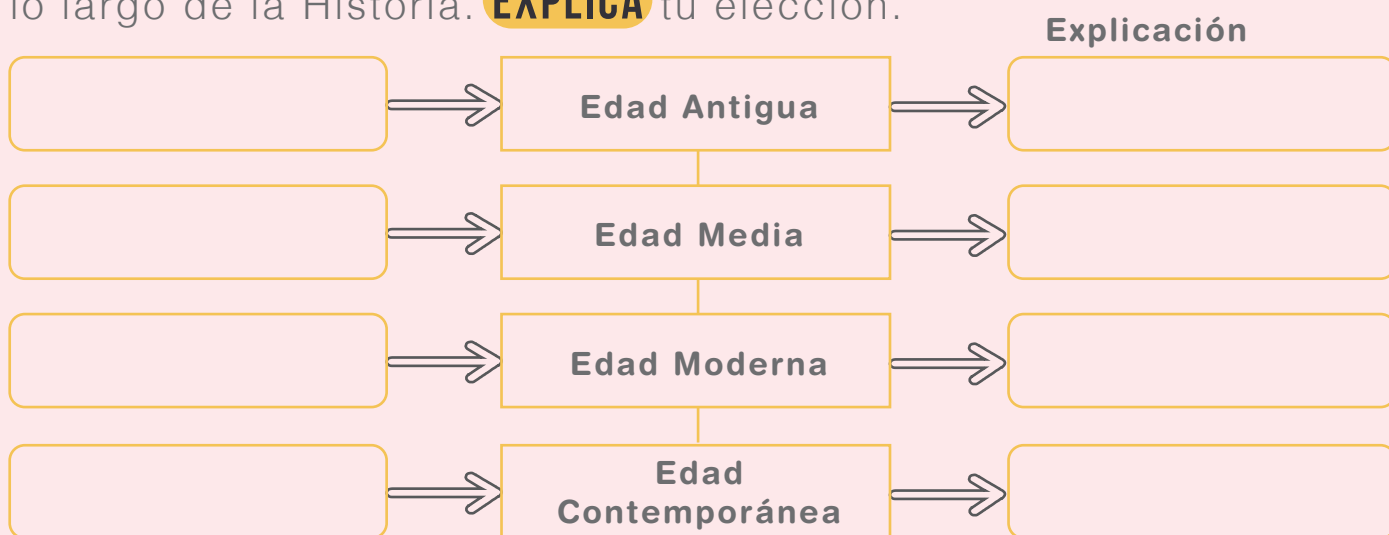 lo largo de la Historia. EXPLICA tu elección.
Explicación
Edad Antigua
Edad Media
Edad Moderna
Edad
Contemporánea